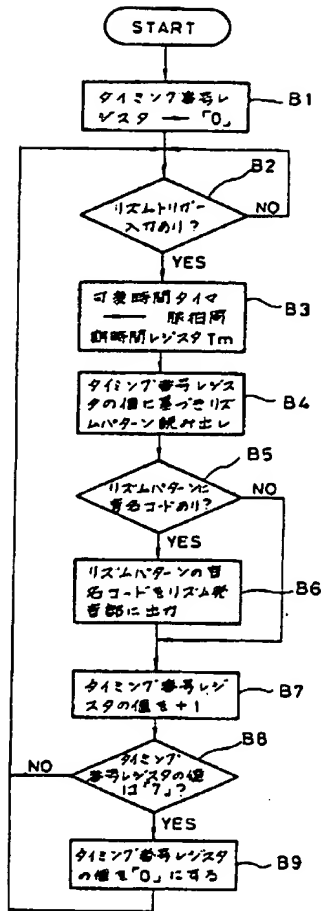 START
タイミング番号レ
ジスタ ← 「0」
B1
B2
リズムトリガー
入力あり?
NO
YES
可変時間タイマ
← 脈拍周
期時間レジスタTm
B3
タイミング番号レジス
タの値に基づきリズ
ムパターン読み出し
B4
B5
リズムパターンに
音名コードあり?
NO
YES
リズムパターンの音
名コードをリズム発
音部に出力
B6
タイミング番号レジ
スタの値を+1
B7
B8
タイミング
番号レジスタの値
は「7」?
NO
YES
タイミング番号レジスタ
の値を「0」にする
B9